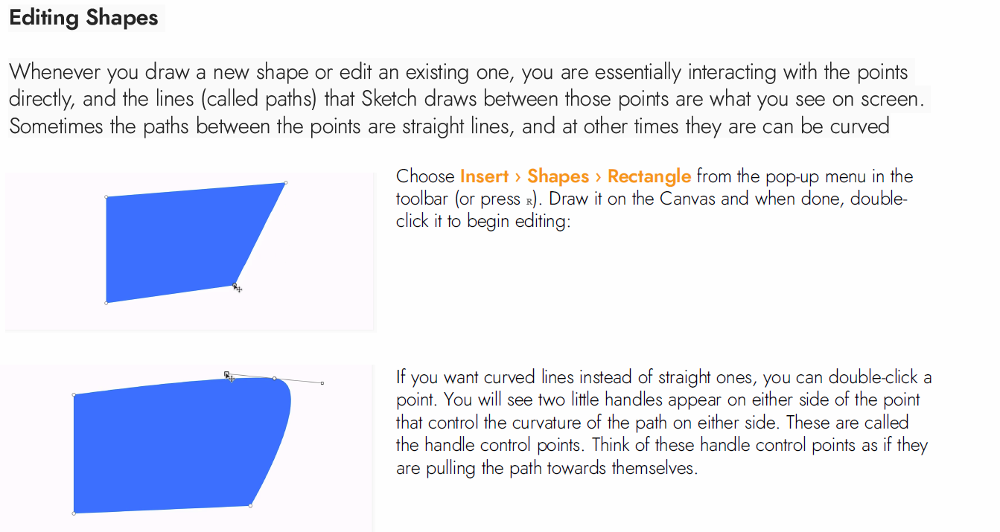 Editing Shapes
Whenever you draw a new shape or edit an existing one, you are essentially interacting with the points
directly, and the lines (called paths) that Sketch draws between those points are what you see on screen.
Sometimes the paths between the points are straight lines, and at other times they are can be curved
Choose Insert › Shapes › Rectangle from the pop-up menu in the
toolbar (or press R). Draw it on the Canvas and when done, double-
click it to begin editing:
If you want curved lines instead of straight ones, you can double-click a
point. You will see two little handles appear on either side of the point
that control the curvature of the path on either side. These are called
the handle control points. Think of these handle control points as if they
are pulling the path towards themselves.